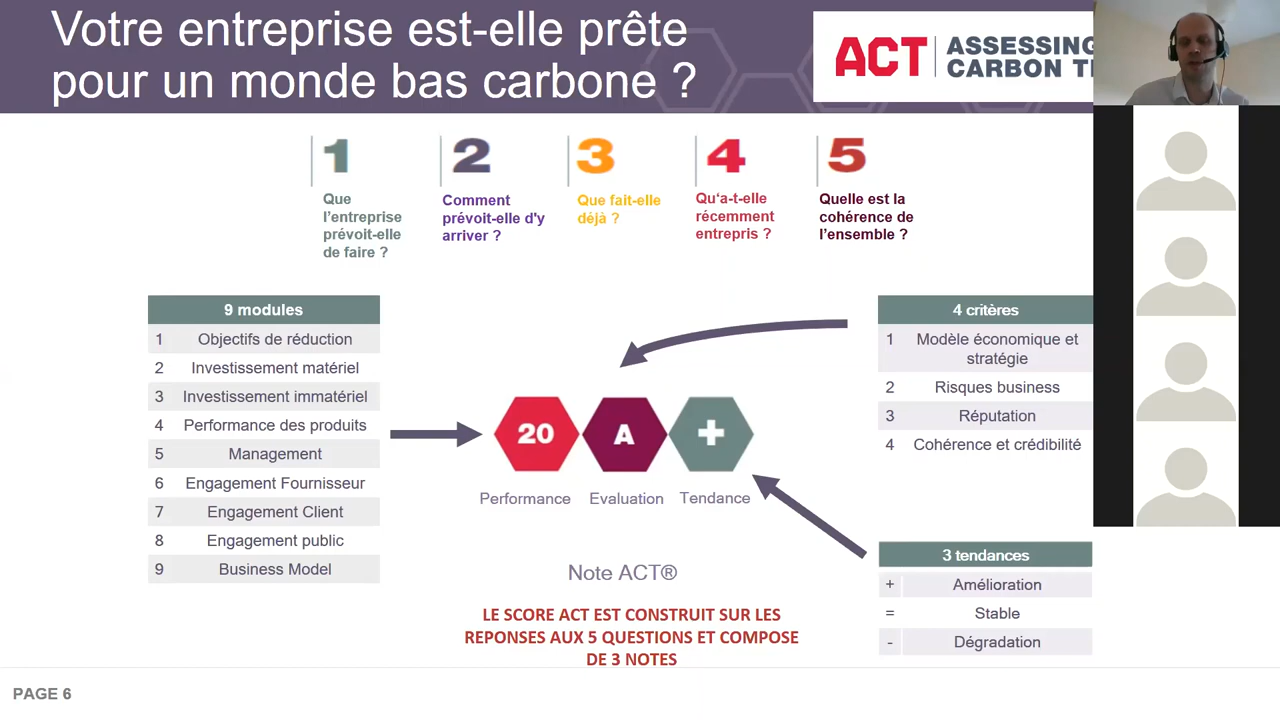 Votre entreprise est-elle prête
pour un monde bas carbone ?
ACT
ASSESSING
CARBON
1
Que
l'entreprise
prévoit-elle
de faire ?
2
Comment
prévoit-elle d'y
arriver ?
3
Que fait-elle
déjà ?
4
Qu'a-t-elle
récemment
entrepris ?
5
Quelle est la
cohérence de
l'ensemble ?
9 modules
1 Objectifs de réduction
2 Investissement matériel
3 Investissement immatériel
4 Performance des produits
5 Management
6 Engagement Fournisseur
7 Engagement Client
8 Engagement public
9 Business Model
20 A +
Performance Evaluation Tendance
Note ACT®
LE SCORE ACT EST CONSTRUIT SUR LES
REPONSES AUX 5 QUESTIONS ET COMPOSE
DE 3 NOTES
4 critères
1 Modèle économique et
stratégie
2 Risques business
3 Réputation
4 Cohérence et crédibilité
3 tendances
+ Amélioration
= Stable
- Dégradation
PAGE 6